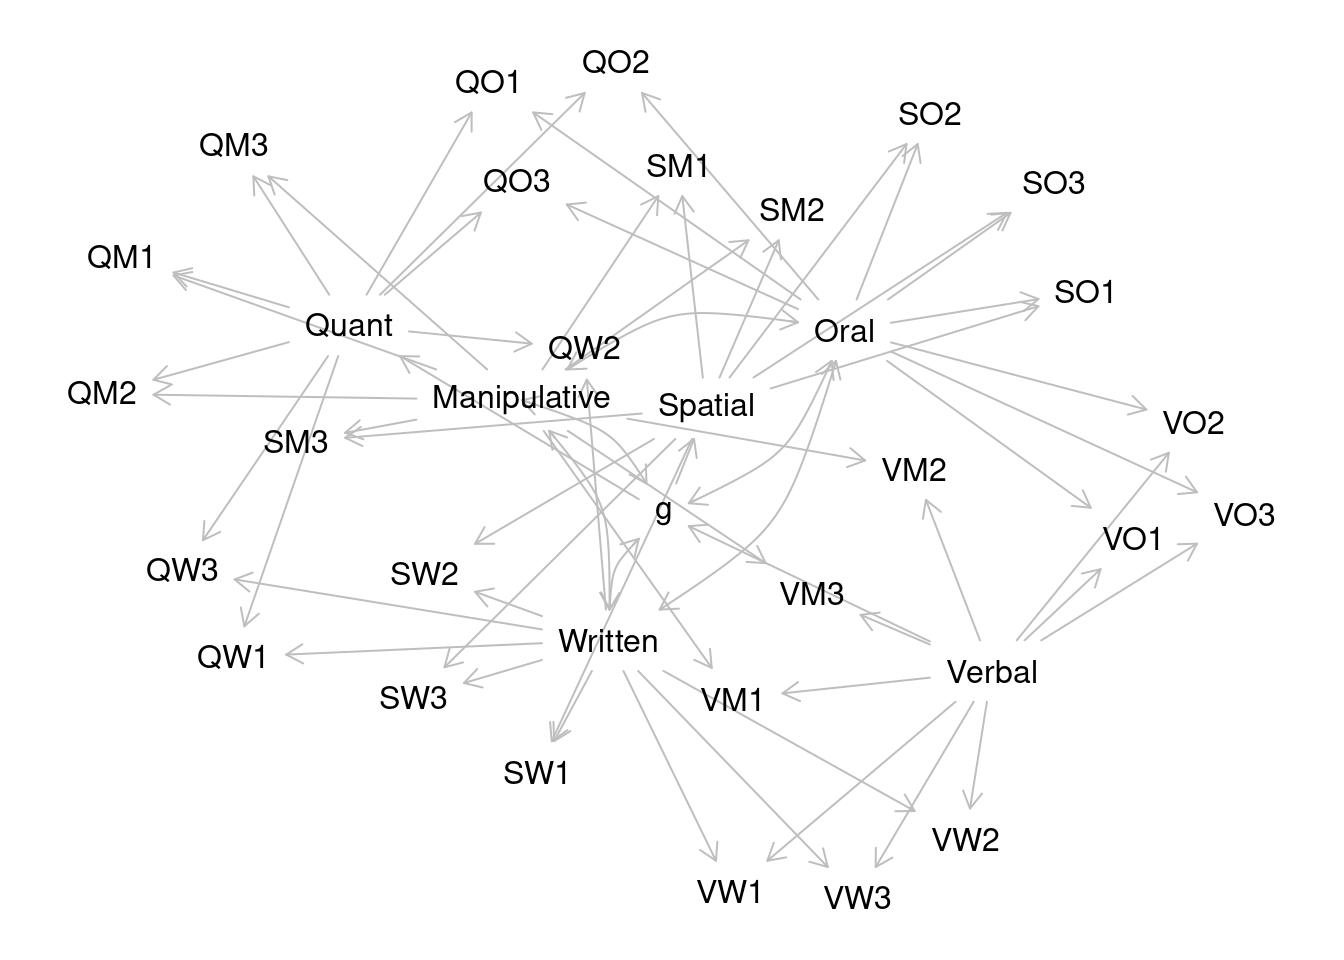 QO2
QO1
SO2
QM3
SM1
QO3
SO3
SM2
QM1
SO1
Quant
Oral
QW2
QM2
Manipulative
Spatial
VO2
SM3
VM2
g
VO3
VO1
QW3
SW2
VM3
Written
QW1
Verbal
SW3
VM1
SW1
VW2
VW1
VW3